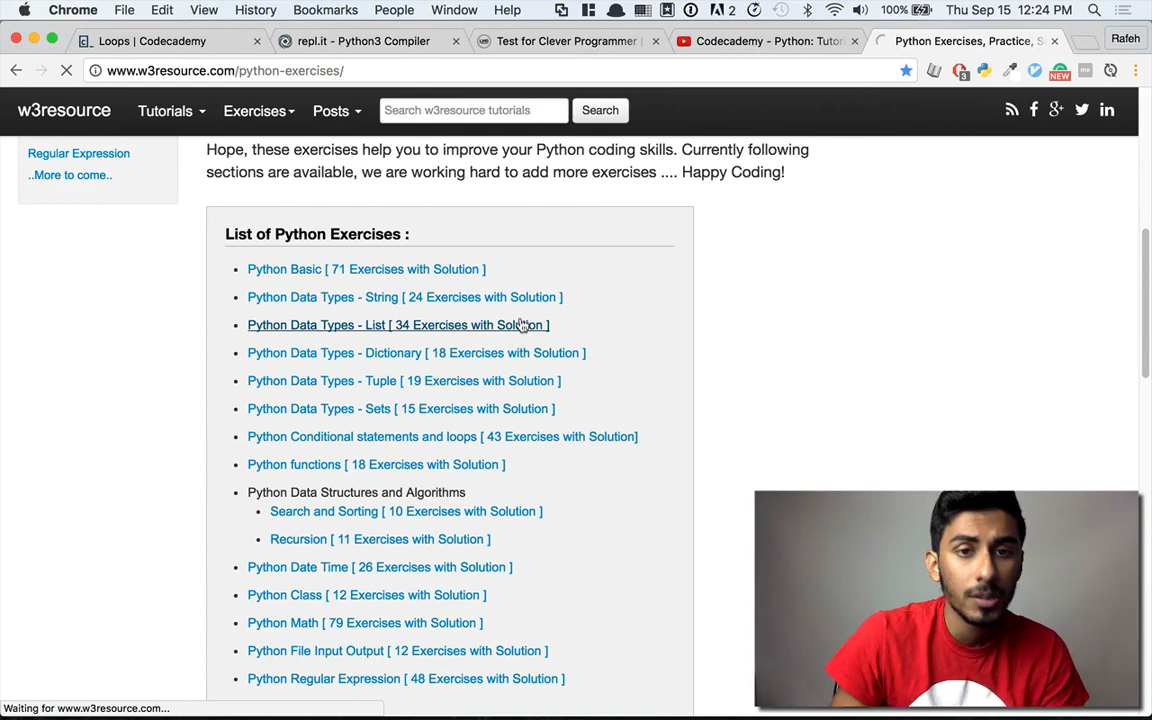 Chrome File Edit View History Bookmarks People Window Help 2 100% Thu Sep 15 12:24 PM
Loops | Codecademy × repl.it - Python3 Compiler × Test for Clever Programmer | × Codecademy - Python: Tutori × Python Exercises, Practice, S × Rafeh
www.w3resource.com/python-exercises/ 3 NEW
w3resource Tutorials Exercises Posts Search w3resource tutorials Search
Regular Expression
..More to come..
Hope, these exercises help you to improve your Python coding skills. Currently following
sections are available, we are working hard to add more exercises .... Happy Coding!
List of Python Exercises :
Python Basic [ 71 Exercises with Solution ]
Python Data Types - String [ 24 Exercises with Solution ]
Python Data Types - List [ 34 Exercises with Solution ]
Python Data Types - Dictionary [ 18 Exercises with Solution ]
Python Data Types - Tuple [ 19 Exercises with Solution ]
Python Data Types - Sets [ 15 Exercises with Solution ]
Python Conditional statements and loops [ 43 Exercises with Solution]
Python functions [ 18 Exercises with Solution ]
Python Data Structures and Algorithms
Search and Sorting [ 10 Exercises with Solution ]
Recursion [ 11 Exercises with Solution ]
Python Date Time [ 26 Exercises with Solution ]
Python Class [ 12 Exercises with Solution ]
Python Math [ 79 Exercises with Solution ]
Python File Input Output [ 12 Exercises with Solution ]
Python Regular Expression [ 48 Exercises with Solution ]
Waiting for www.w3resource.com...